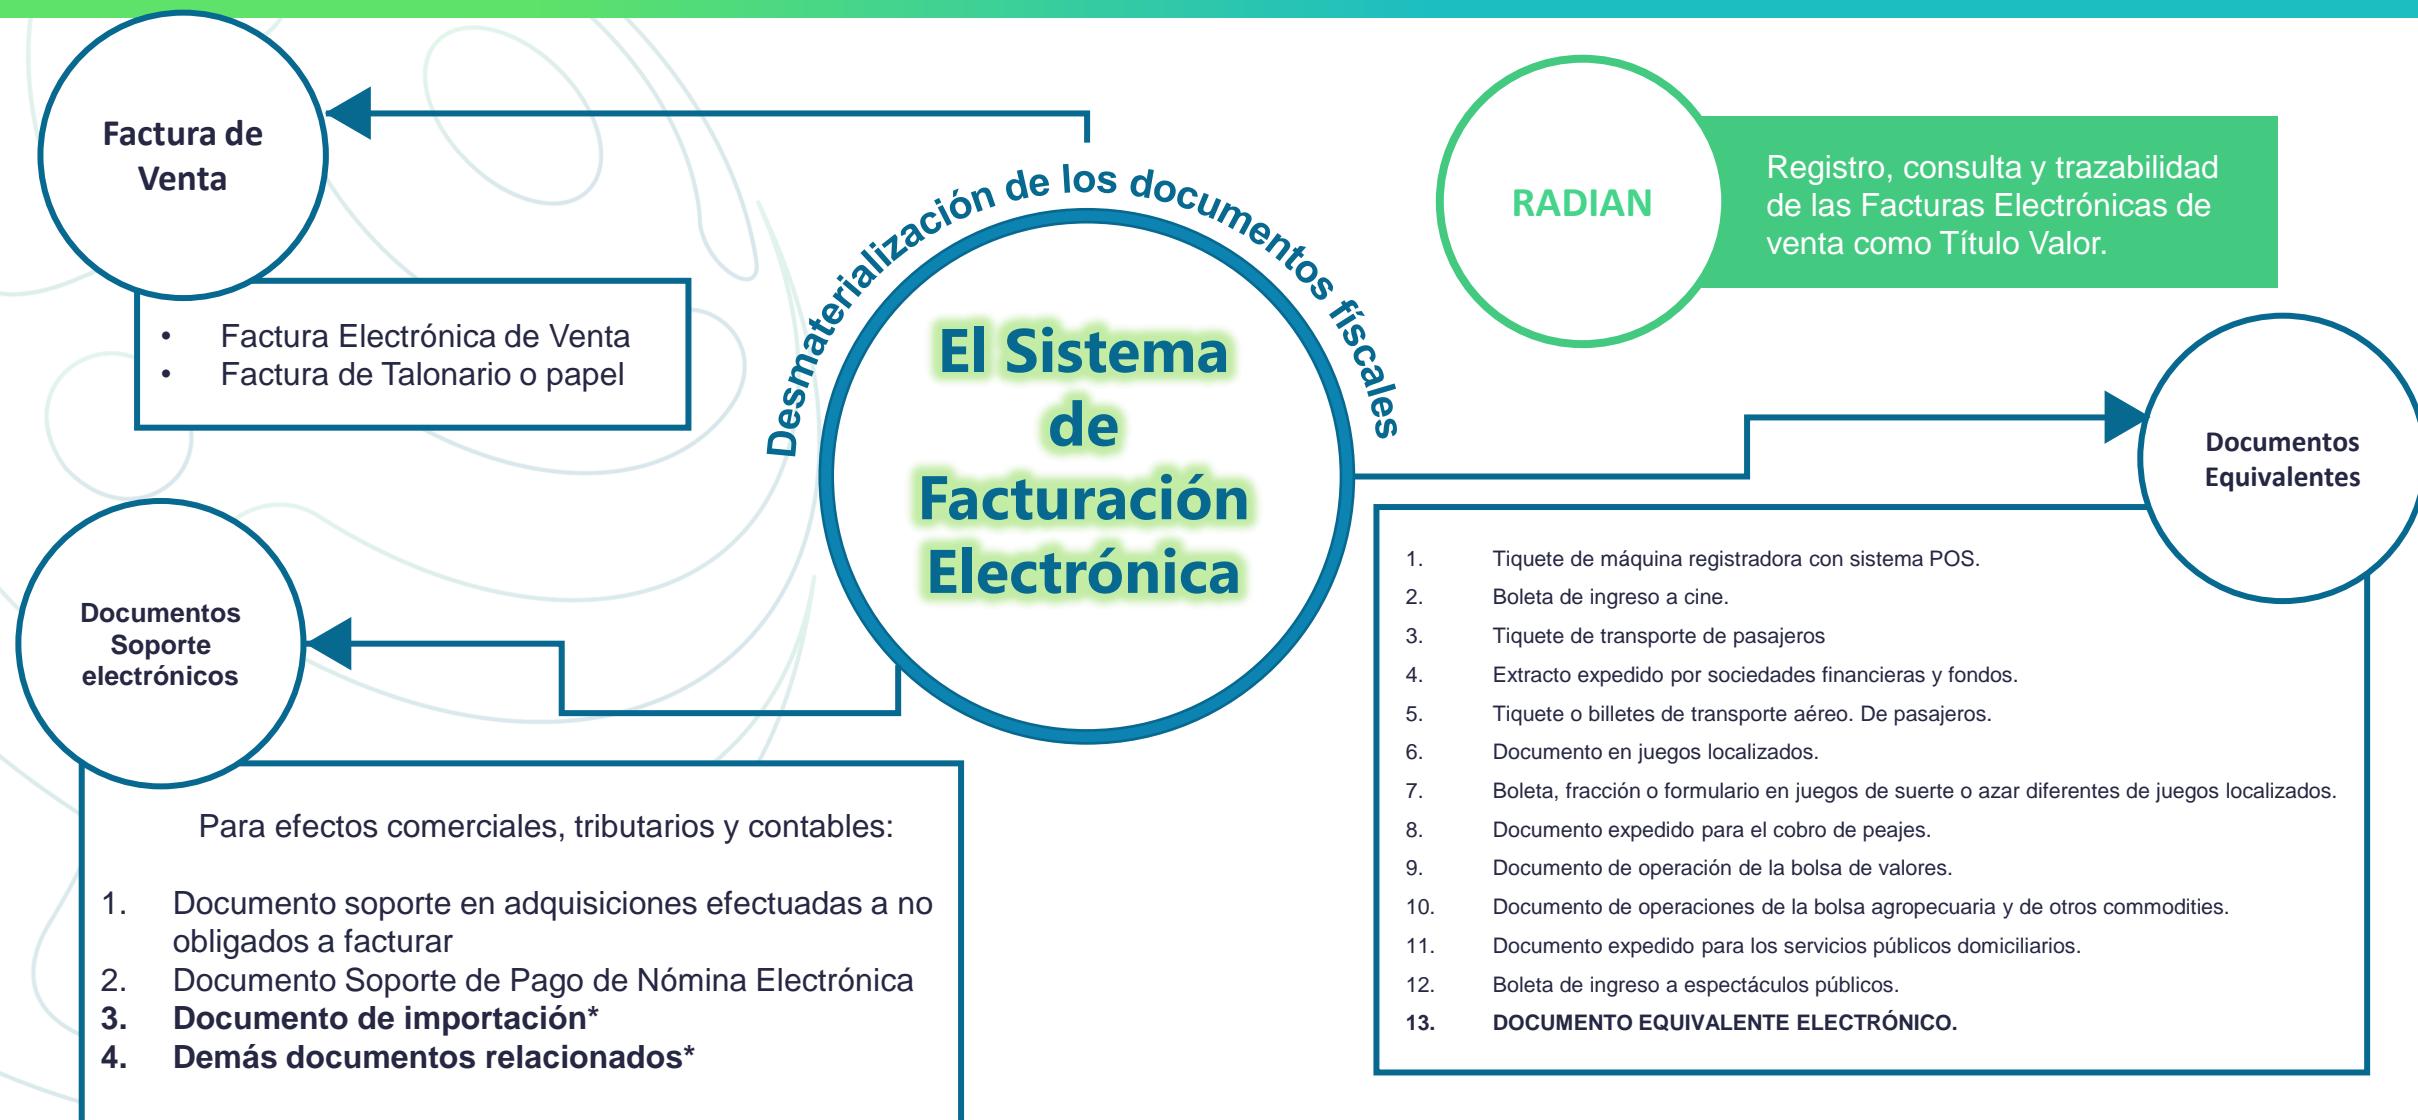 Factura de
Venta
• Factura Electrónica de Venta
• Factura de Talonario o papel
Desmaterialización de los documentos físcales
El Sistema
de
Facturación
Electrónica
RADIAN
Registro, consulta y trazabilidad
de las Facturas Electrónicas de
venta como Título Valor.
Documentos
Soporte
electrónicos
Para efectos comerciales, tributarios y contables:
1. Documento soporte en adquisiciones efectuadas a no
obligados a facturar
2. Documento Soporte de Pago de Nómina Electrónica
3. Documento de importación*
4. Demás documentos relacionados*
Documentos
Equivalentes
1. Tiquete de máquina registradora con sistema POS.
2. Boleta de ingreso a cine.
3. Tiquete de transporte de pasajeros
4. Extracto expedido por sociedades financieras y fondos.
5. Tiquete o billetes de transporte aéreo. De pasajeros.
6. Documento en juegos localizados.
7. Boleta, fracción o formulario en juegos de suerte o azar diferentes de juegos localizados.
8. Documento expedido para el cobro de peajes.
9. Documento de operación de la bolsa de valores.
10. Documento de operaciones de la bolsa agropecuaria y de otros commodities.
11. Documento expedido para los servicios públicos domiciliarios.
12. Boleta de ingreso a espectáculos públicos.
13. DOCUMENTO EQUIVALENTE ELECTRÓNICO.